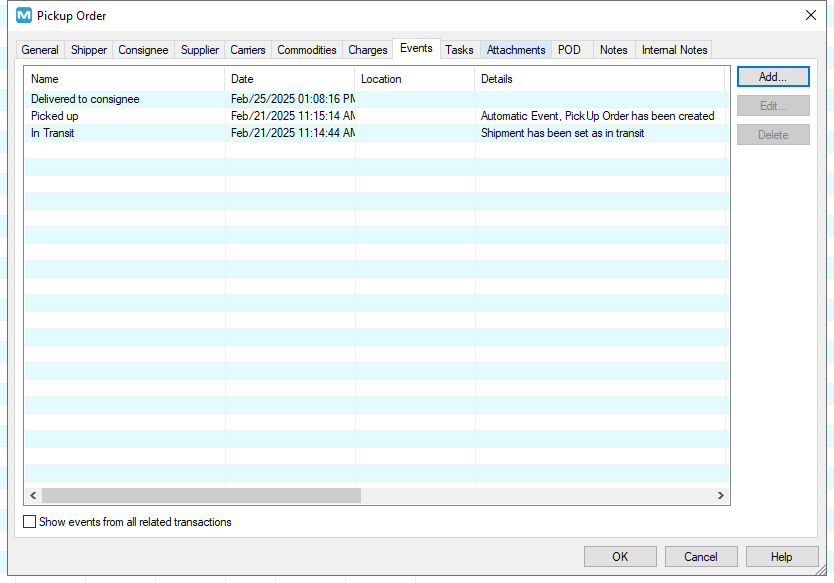 M Pickup Order
General Shipper Consignee Supplier Carriers Commodities Charges Events Tasks Attachments POD Notes Internal Notes
Name Date Location Details
Add...
Delivered to consignee Feb/25/2025 01:08:16 PM
Edit...
Picked up Feb/21/2025 11:15:14 AM Automatic Event, PickUp Order has been created
In Transit Feb/21/2025 11:14:44 AM Shipment has been set as in transit
Delete
Show events from all related transactions
OK Cancel Help